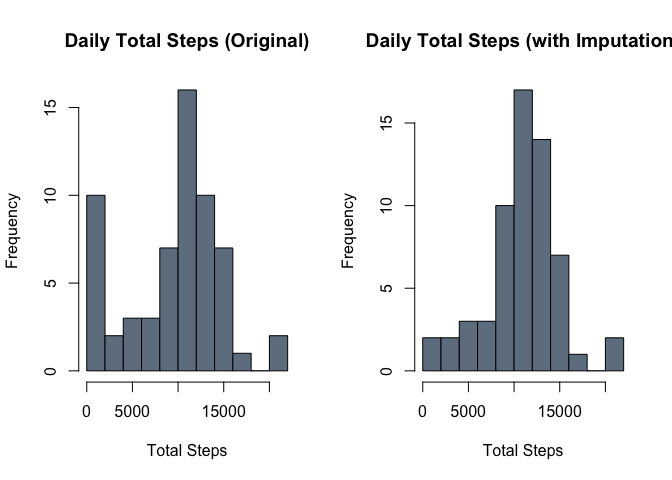 Daily Total Steps (Original)
Frequency
0
5
10
15
0
5000
15000
Total Steps
Daily Total Steps (with Imputation
Frequency
0
5
10
15
0
5000
15000
Total Steps